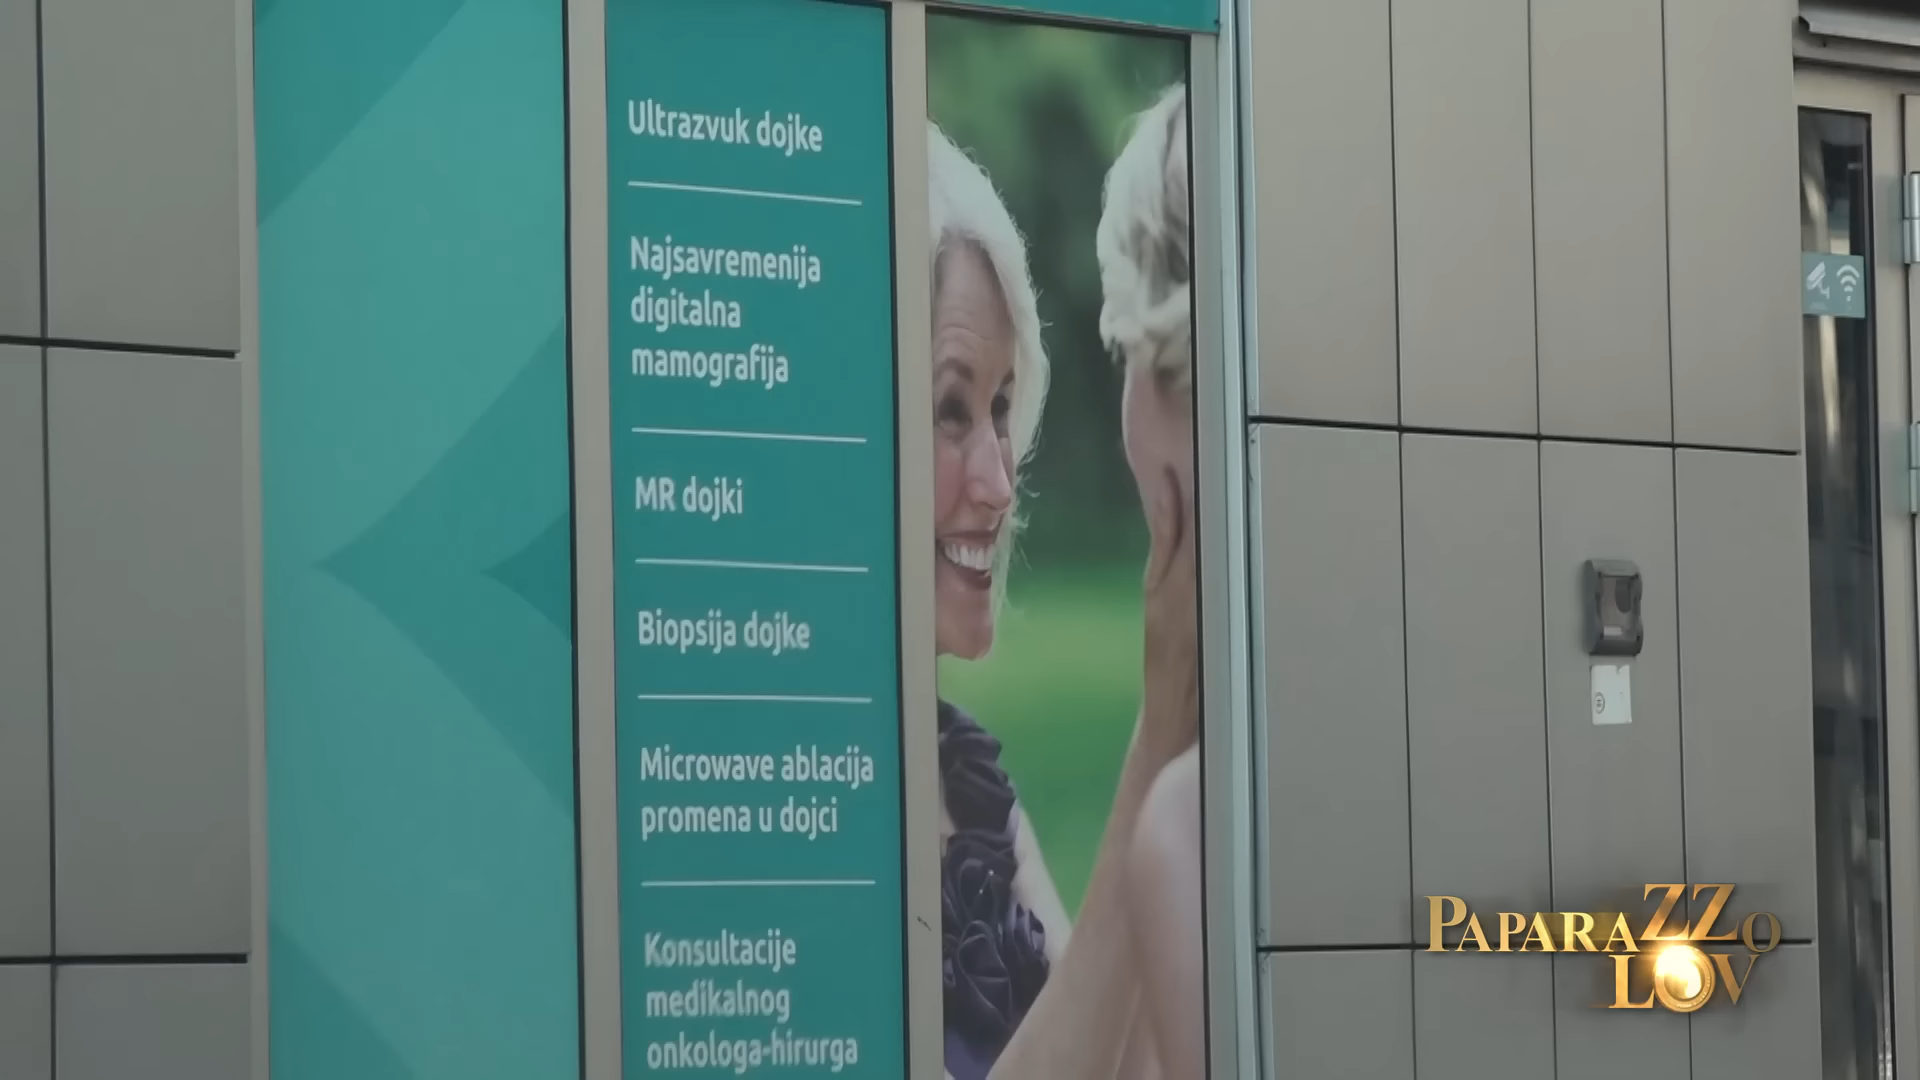 Ultrazvuk dojke
Najsavremenija
digitalna
mamografija
MR dojki
Biopsija dojke
Microwave ablacija
promena u dojci
Konsultacije
medikalnog
onkologa-hirurga
PAPARAZZO
LOV